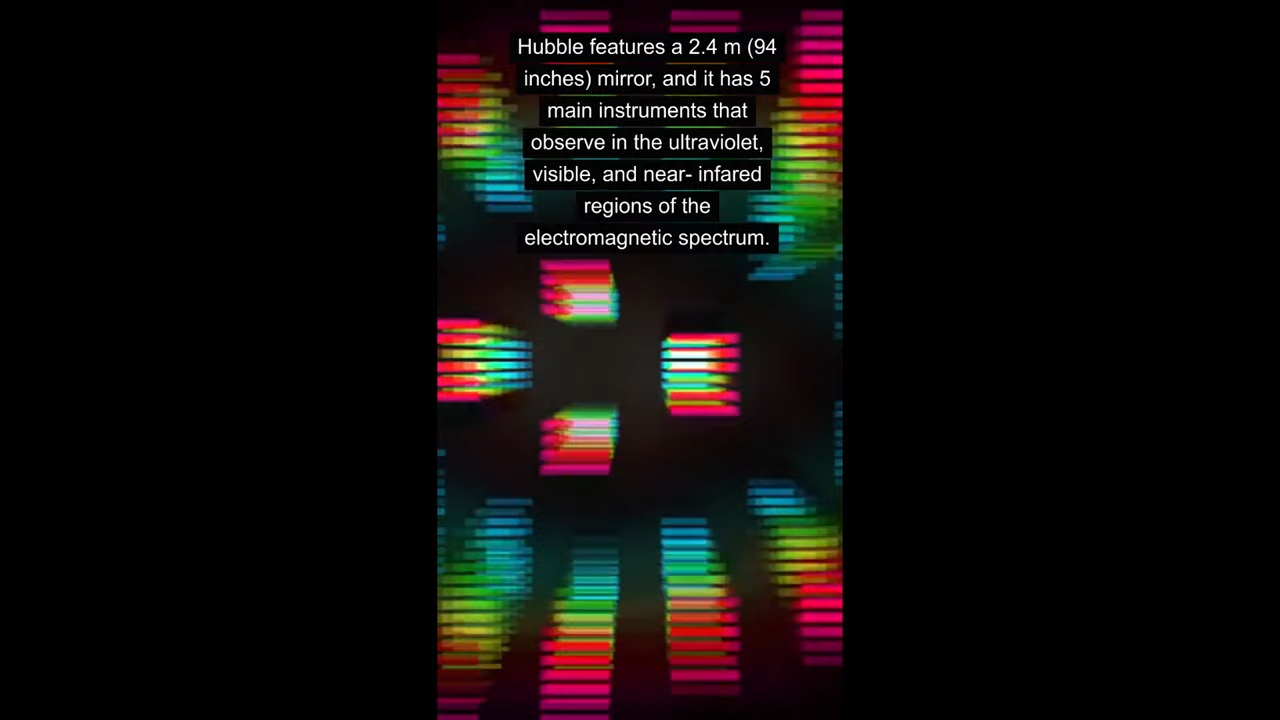 Hubble features a 2.4 m (94
inches) mirror, and it has 5
main instruments that
observe in the ultraviolet,
visible, and near- infared
regions of the
electromagnetic spectrum.